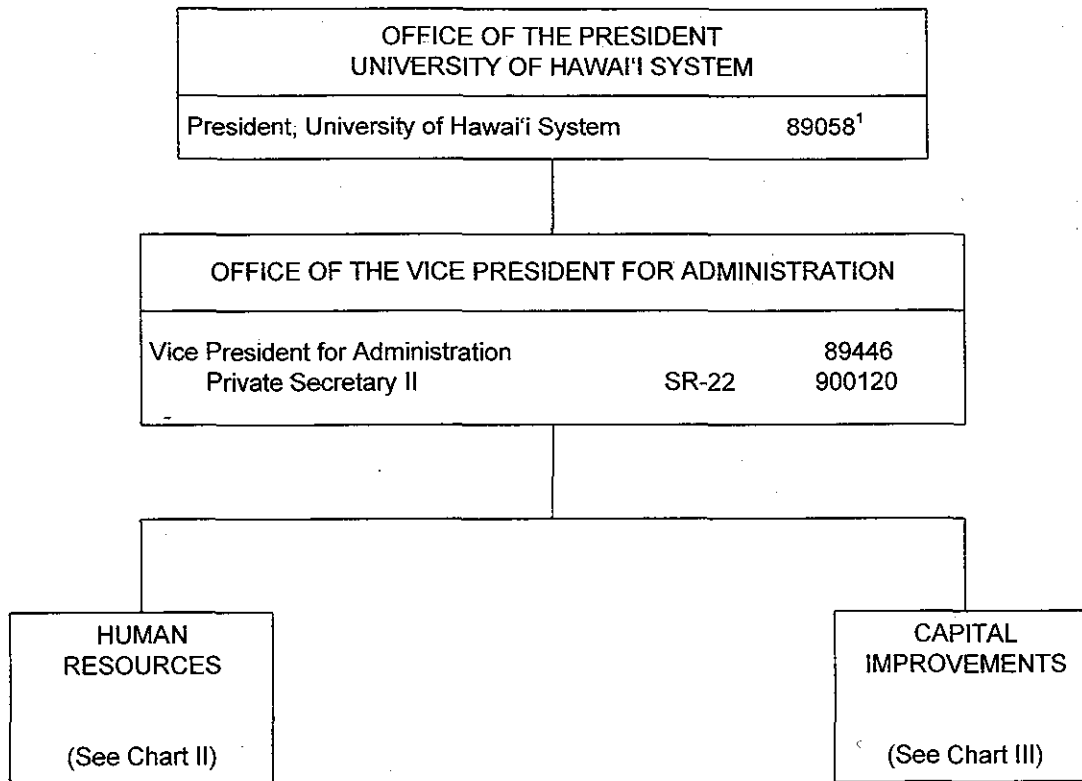 OFFICE OF THE PRESIDENT
UNIVERSITY OF HAWAI'I SYSTEM
President, University of Hawai'i System 89058¹
OFFICE OF THE VICE PRESIDENT FOR ADMINISTRATION
Vice President for Administration 89446
Private Secretary II SR-22 900120
HUMAN
RESOURCES
(See Chart II)
CAPITAL
IMPROVEMENTS
(See Chart III)